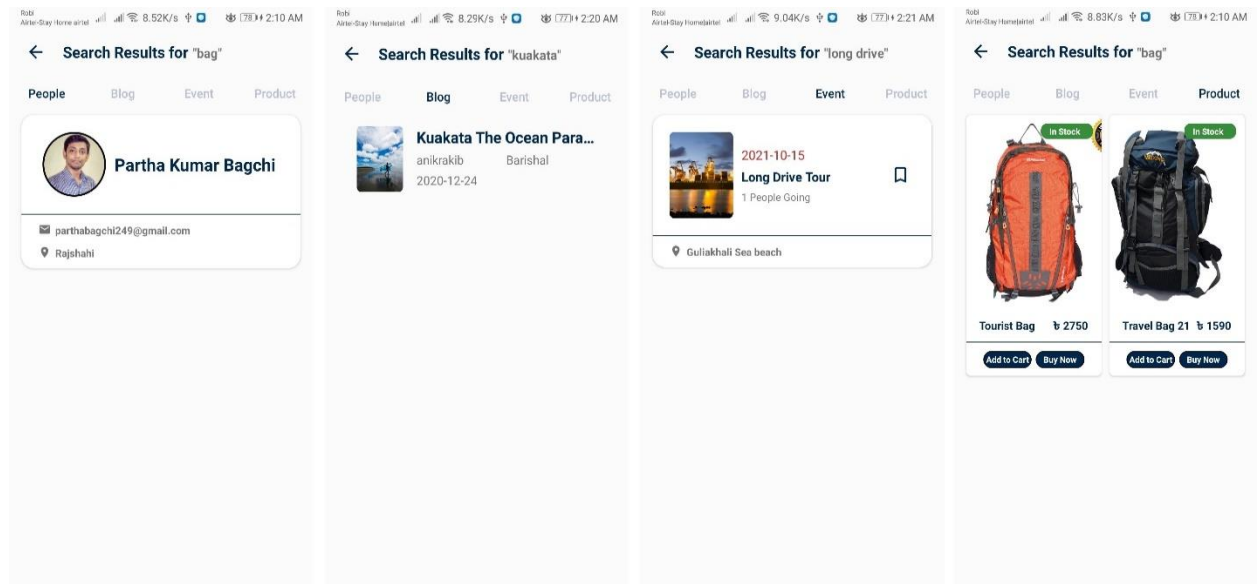 Robi
Airtel-Stay Home|airtel 8.52K/s 78 2:10 AM
Search Results for "bag"
People Blog Event Product
Partha Kumar Bagchi
parthabagchi249@gmail.com
Rajshahi
Robi
Airtel-Stay Home|airtel 8.29K/s 77 2:20 AM
Search Results for "kuakata"
People Blog Event Product
Kuakata The Ocean Para...
anikrakib Barishal
2020-12-24
Robi
Airtel-Stay Home|airtel 9.04K/s 77 2:21 AM
Search Results for "long drive"
People Blog Event Product
2021-10-15
Long Drive Tour
1 People Going
Guliakhali Sea beach
Robi
Airtel-Stay Home|airtel 8.83K/s 78 2:10 AM
Search Results for "bag"
People Blog Event Product
In Stock In Stock
Tourist Bag ৳ 2750 Travel Bag 21 ৳ 1590
Add to Cart Buy Now Add to Cart Buy Now